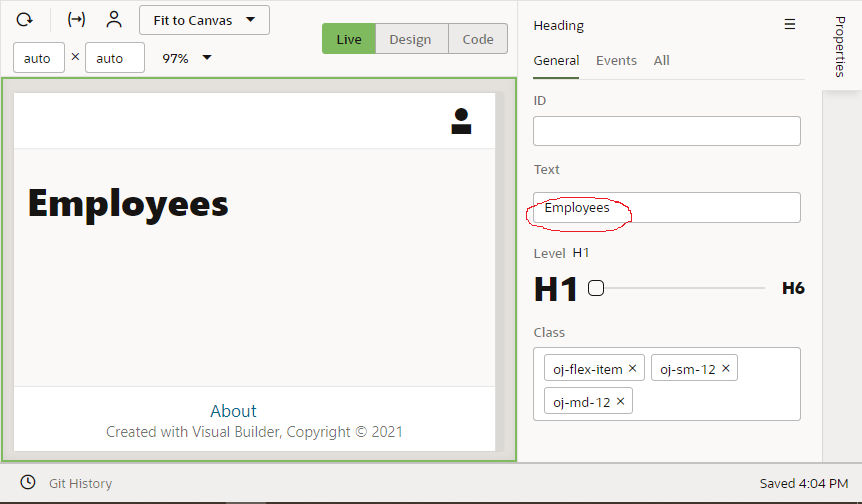 Fit to Canvas
Live Design Code
auto × auto 97%
Employees
About
Created with Visual Builder, Copyright © 2021
Heading
General Events All
ID
Text
Employees
Level H1
H1 H6
Class
oj-flex-item × oj-sm-12 ×
oj-md-12 ×
Properties
Git History
Saved 4:04 PM